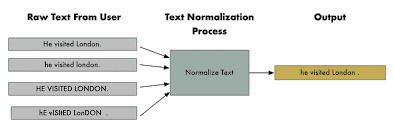 Raw Text From User
Text Normalization Process
Output
He visited London.
he visited London.
HE VISITED LONDON.
hE vISItED LonDON .
Normalize Text
he visited London .